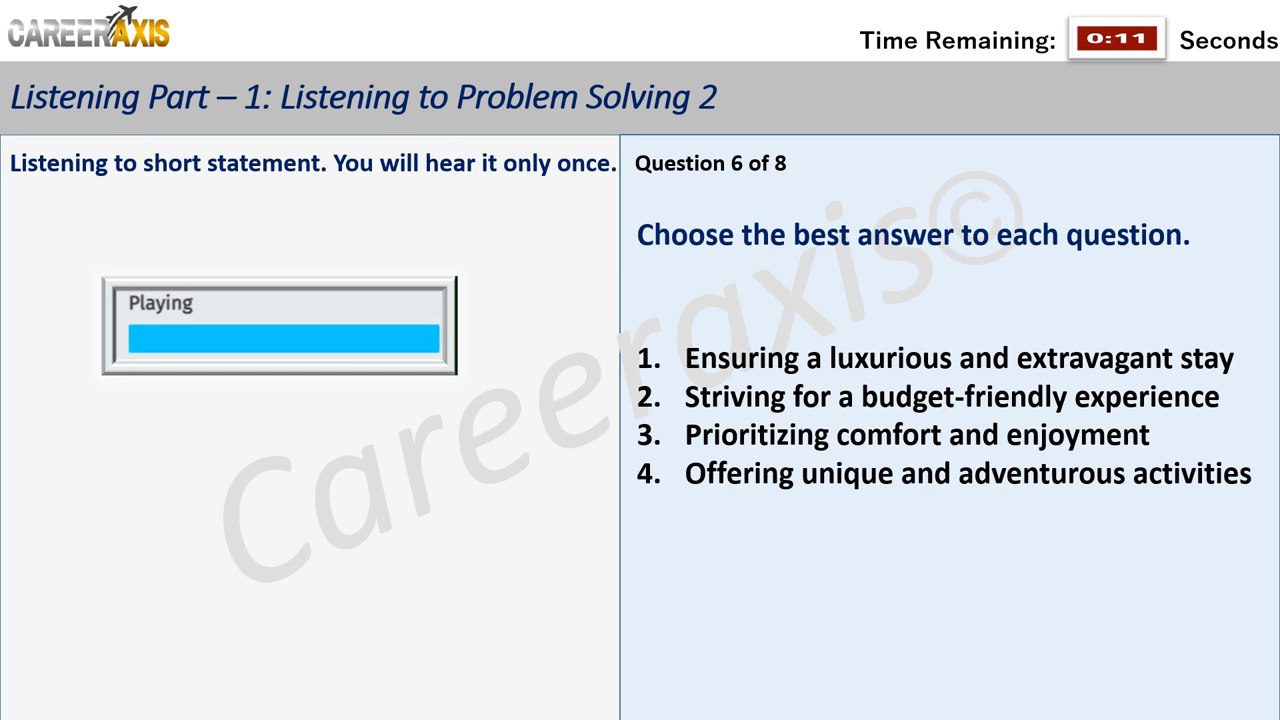 CAREERAXIS
Time Remaining: 0:11 Seconds
Listening Part – 1: Listening to Problem Solving 2
Listening to short statement. You will hear it only once.
Playing
Question 6 of 8
Choose the best answer to each question.
1. Ensuring a luxurious and extravagant stay
2. Striving for a budget-friendly experience
3. Prioritizing comfort and enjoyment
4. Offering unique and adventurous activities
Careeraxis©